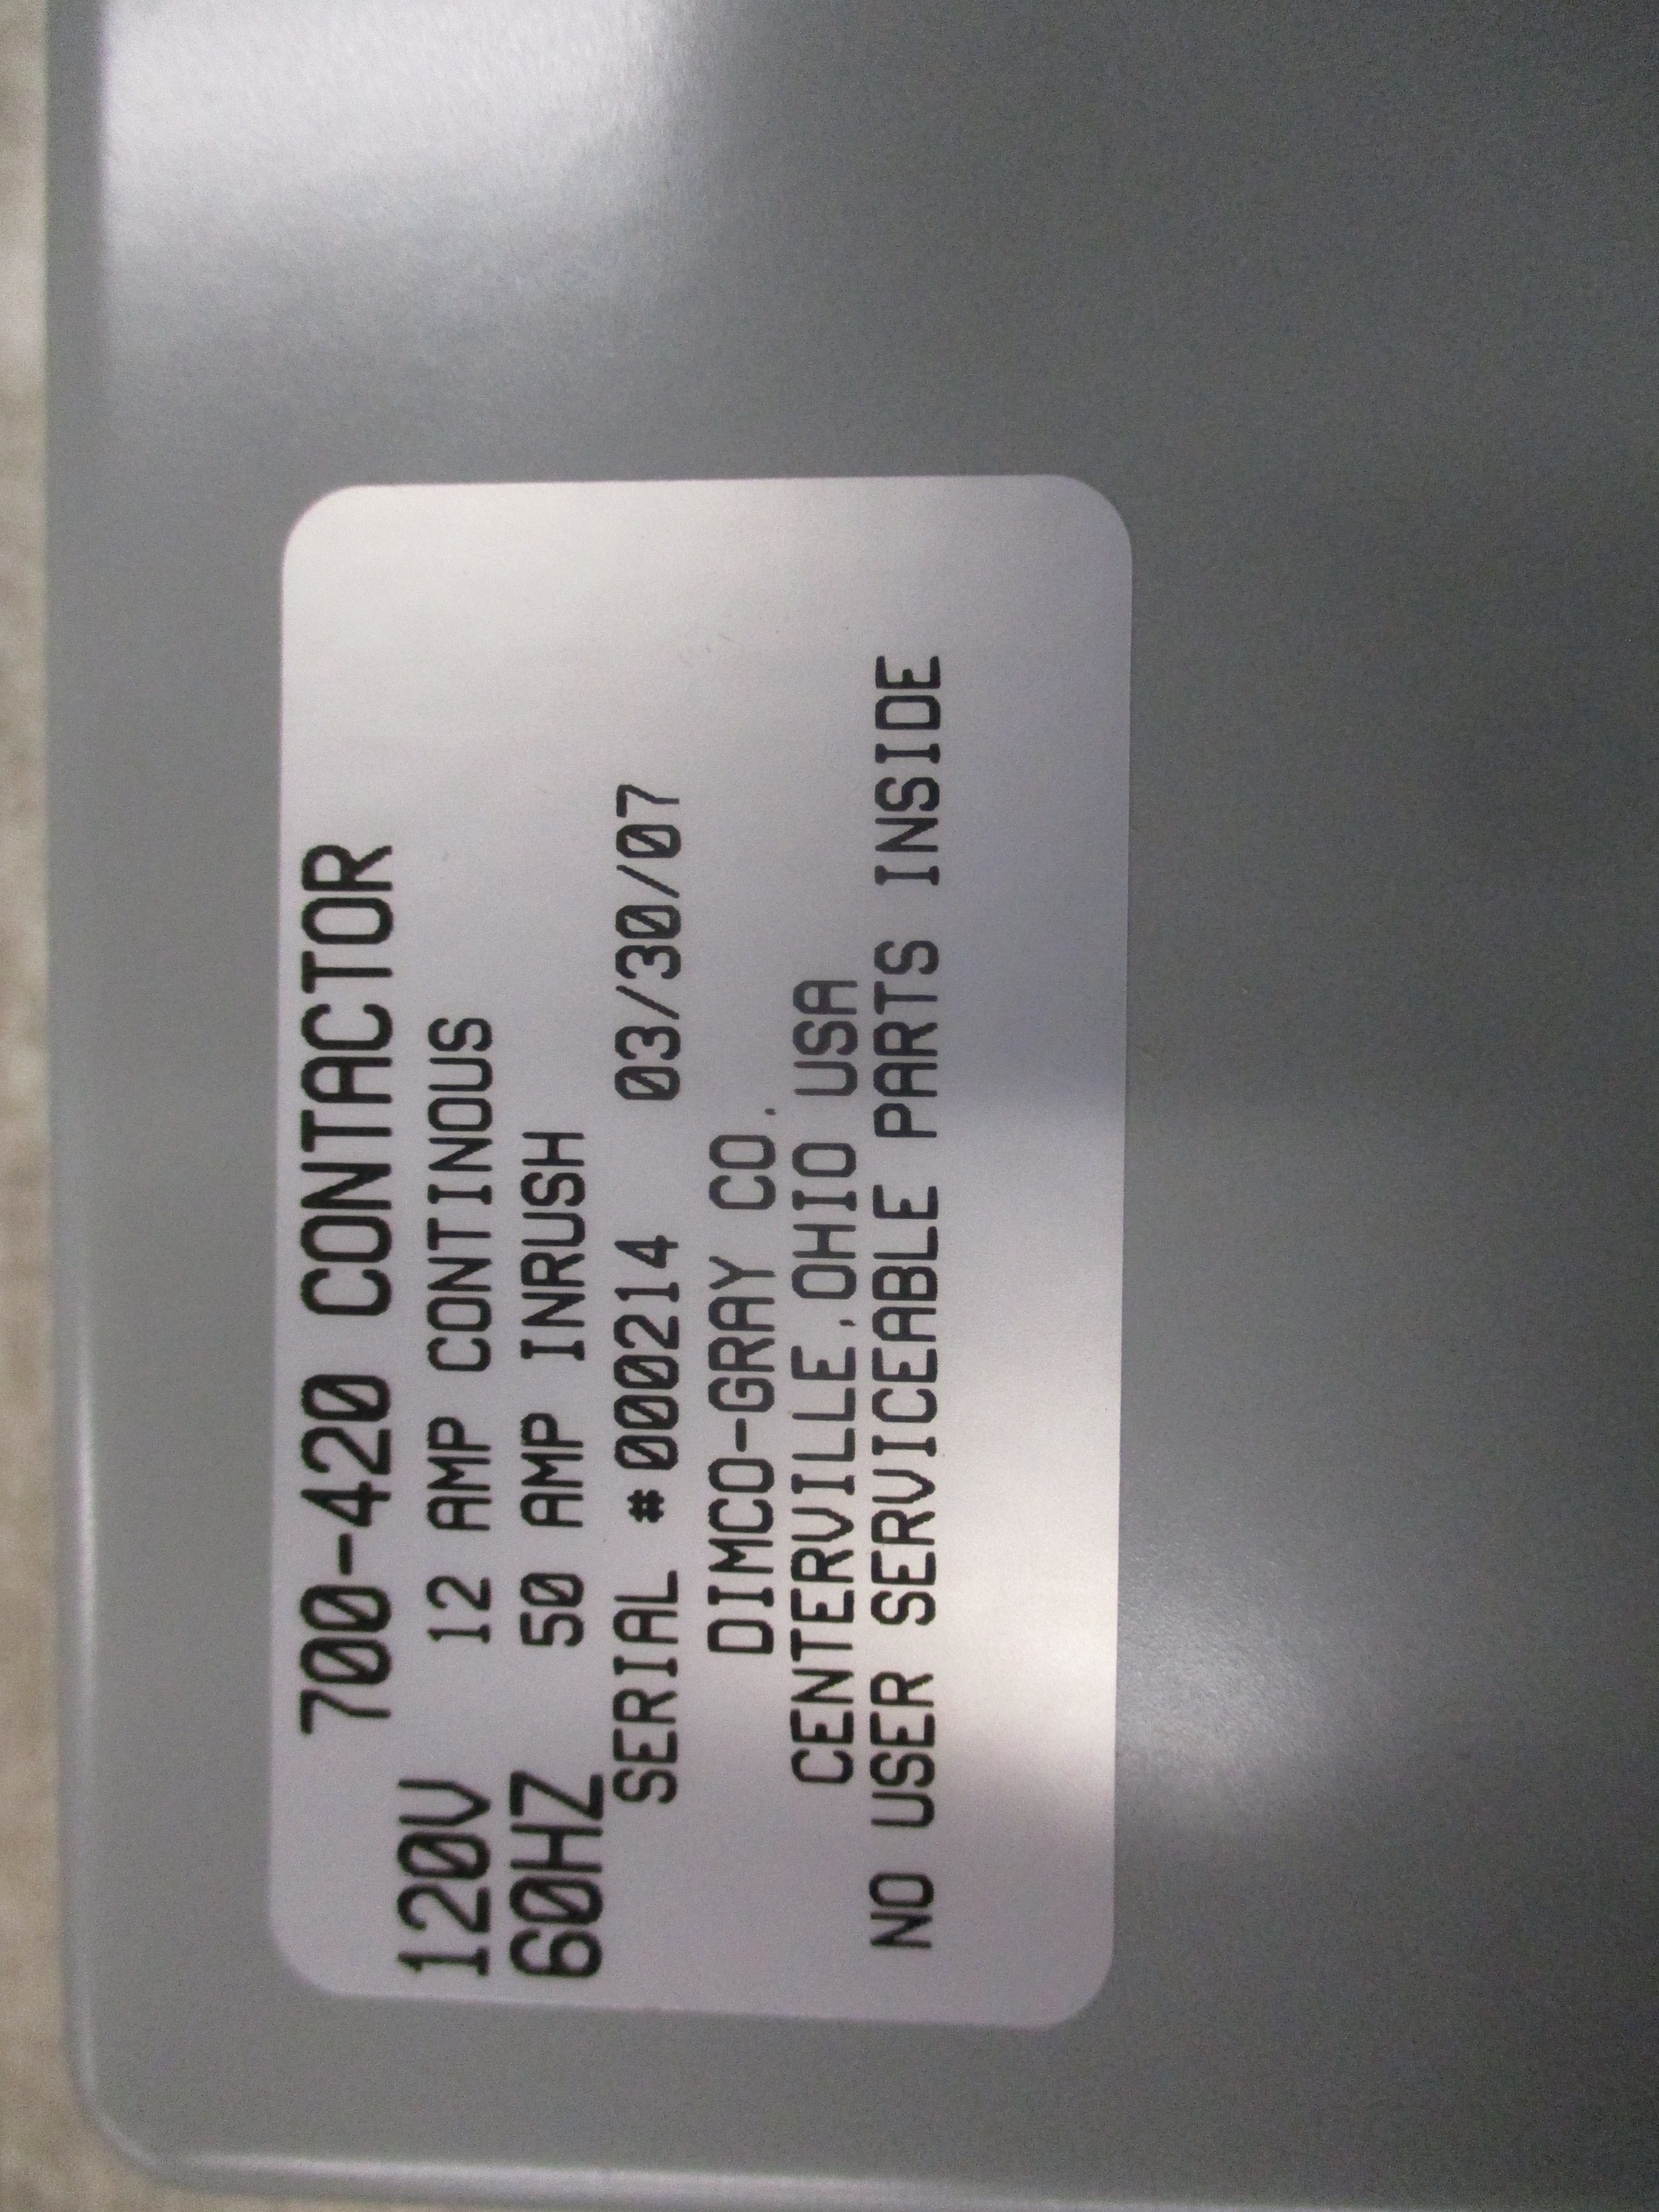 700-420 CONTACTOR
120V 12 AMP CONTINOUS
60HZ 50 AMP INRUSH
SERIAL #000214 03/30/07
DIMCO-GRAY CO.
CENTERVILLE,OHIO USA
NO USER SERVICEABLE PARTS INSIDE